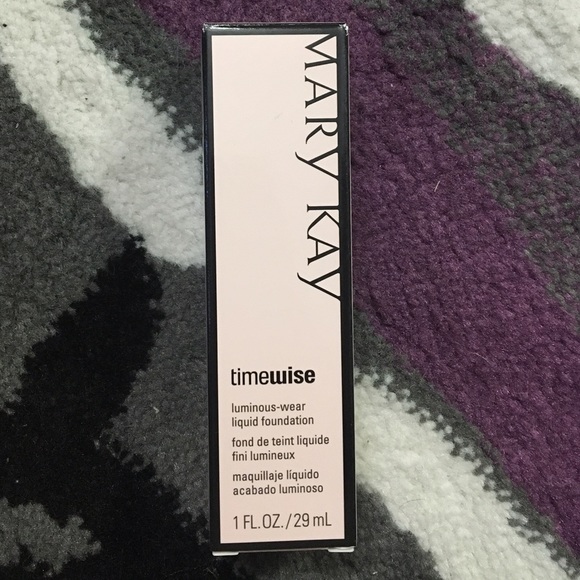 MARY KAY
timewise
luminous-wear
liquid foundation
fond de teint liquide
fini lumineux
maquillaje líquido
acabado luminoso
1 FL.OZ./29 mL